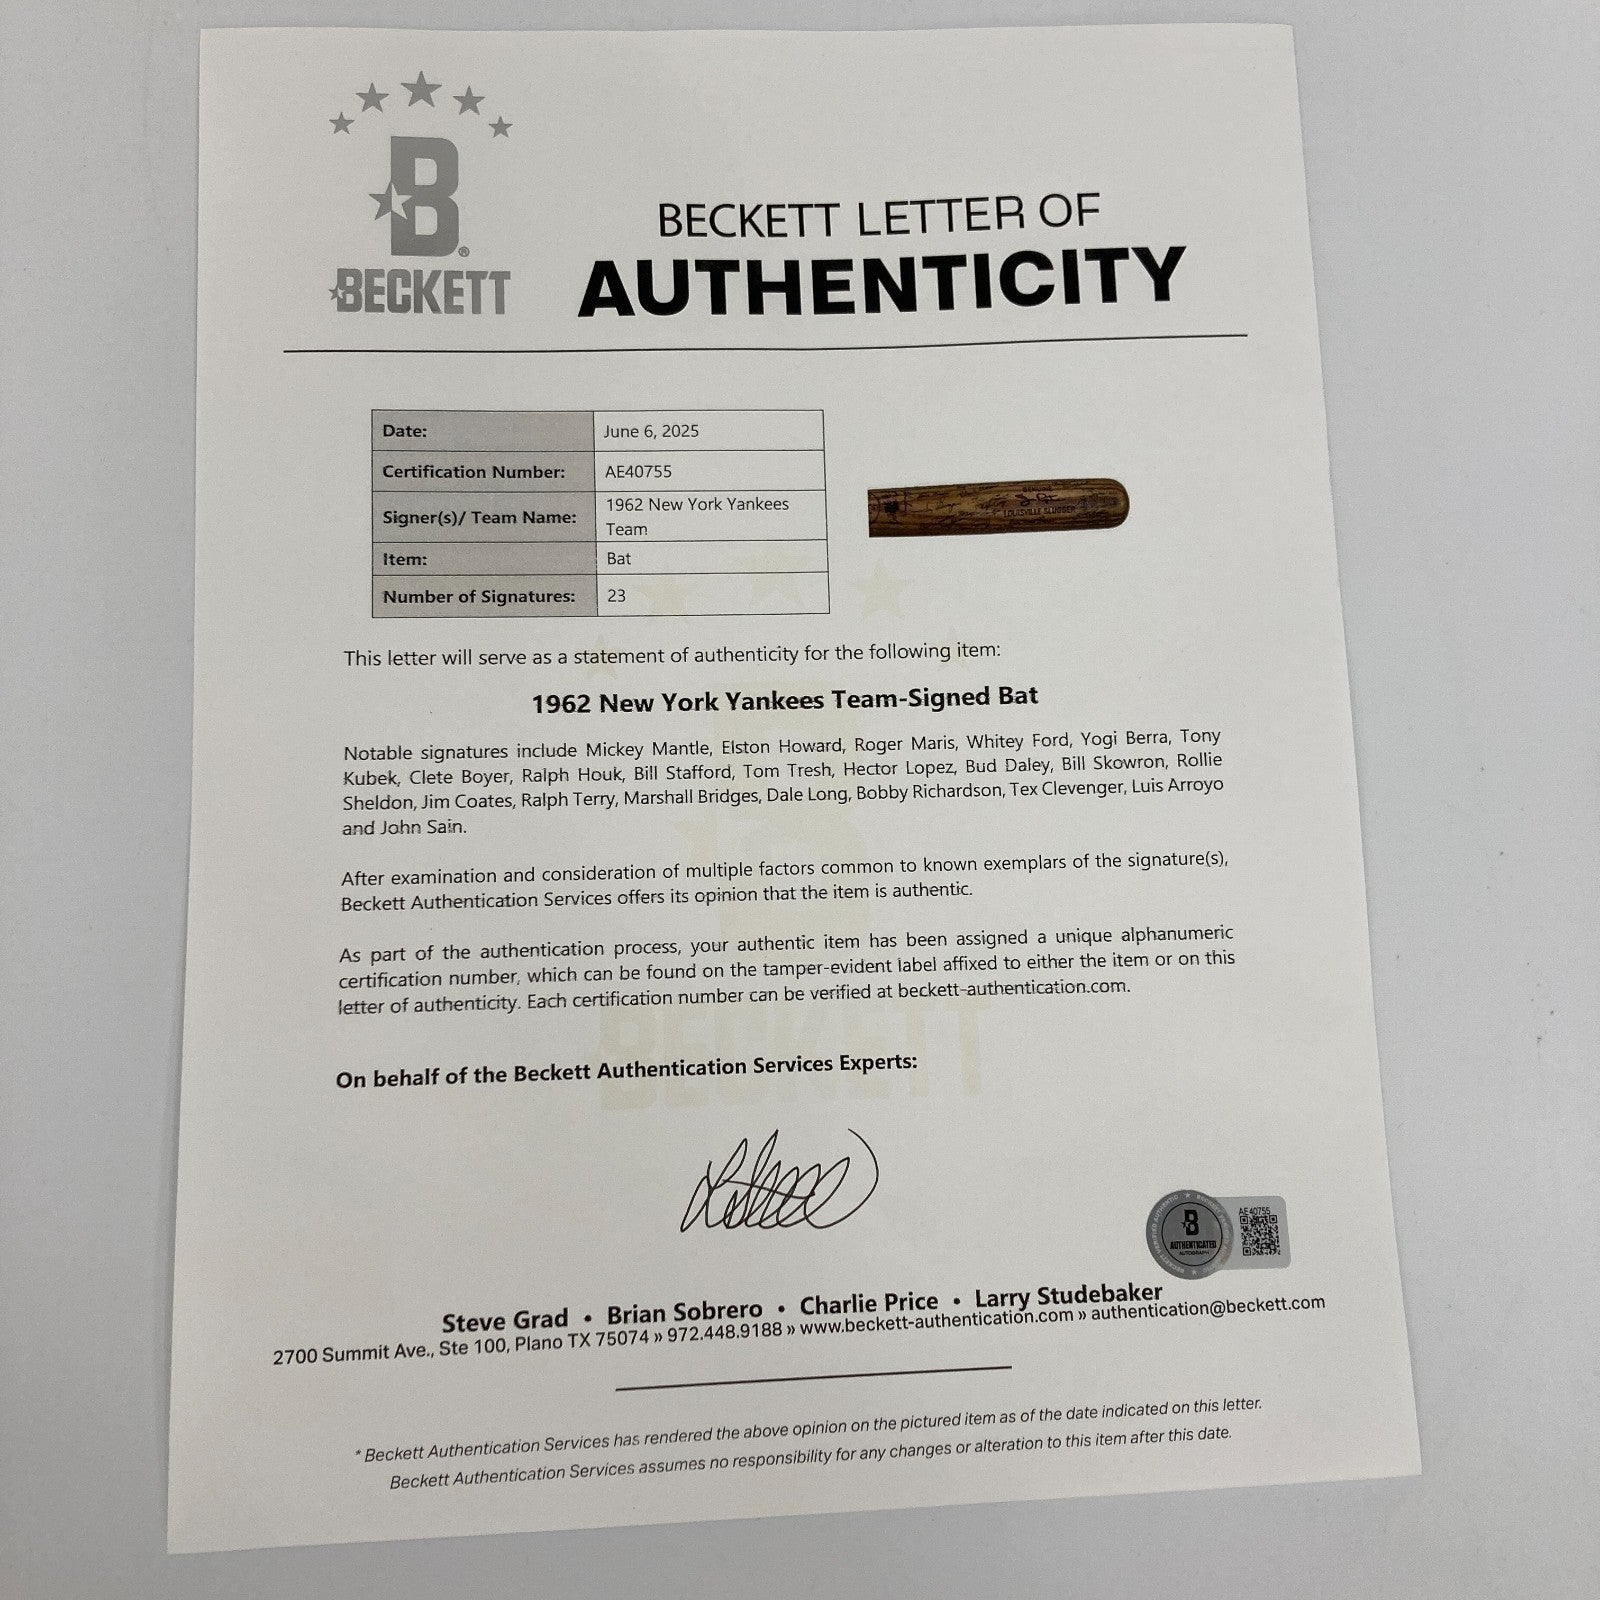 B®
BECKETT
BECKETT LETTER OF
AUTHENTICITY
Date: June 6, 2025
Certification Number: AE40755
Signer(s)/ Team Name: 1962 New York Yankees
Team
Item: Bat
Number of Signatures: 23
LOUISVILLE SLUGGER
This letter will serve as a statement of authenticity for the following item:
1962 New York Yankees Team-Signed Bat
Notable signatures include Mickey Mantle, Elston Howard, Roger Maris, Whitey Ford, Yogi Berra, Tony
Kubek, Clete Boyer, Ralph Houk, Bill Stafford, Tom Tresh, Hector Lopez, Bud Daley, Bill Skowron, Rollie
Sheldon, Jim Coates, Ralph Terry, Marshall Bridges, Dale Long, Bobby Richardson, Tex Clevenger, Luis Arroyo
and John Sain.
After examination and consideration of multiple factors common to known exemplars of the signature(s),
Beckett Authentication Services offers its opinion that the item is authentic.
As part of the authentication process, your authentic item has been assigned a unique alphanumeric
certification number, which can be found on the tamper-evident label affixed to either the item or on this
letter of authenticity. Each certification number can be verified at beckett-authentication.com.
BECKETT
On behalf of the Beckett Authentication Services Experts:
B
AUTHENTICATED
AUTOGRAPH
AE40755
Steve Grad • Brian Sobrero • Charlie Price • Larry Studebaker
2700 Summit Ave., Ste 100, Plano TX 75074 » 972.448.9188 » www.beckett-authentication.com » authentication@beckett.com
* Beckett Authentication Services has rendered the above opinion on the pictured item as of the date indicated on this letter.
Beckett Authentication Services assumes no responsibility for any changes or alteration to this item after this date.